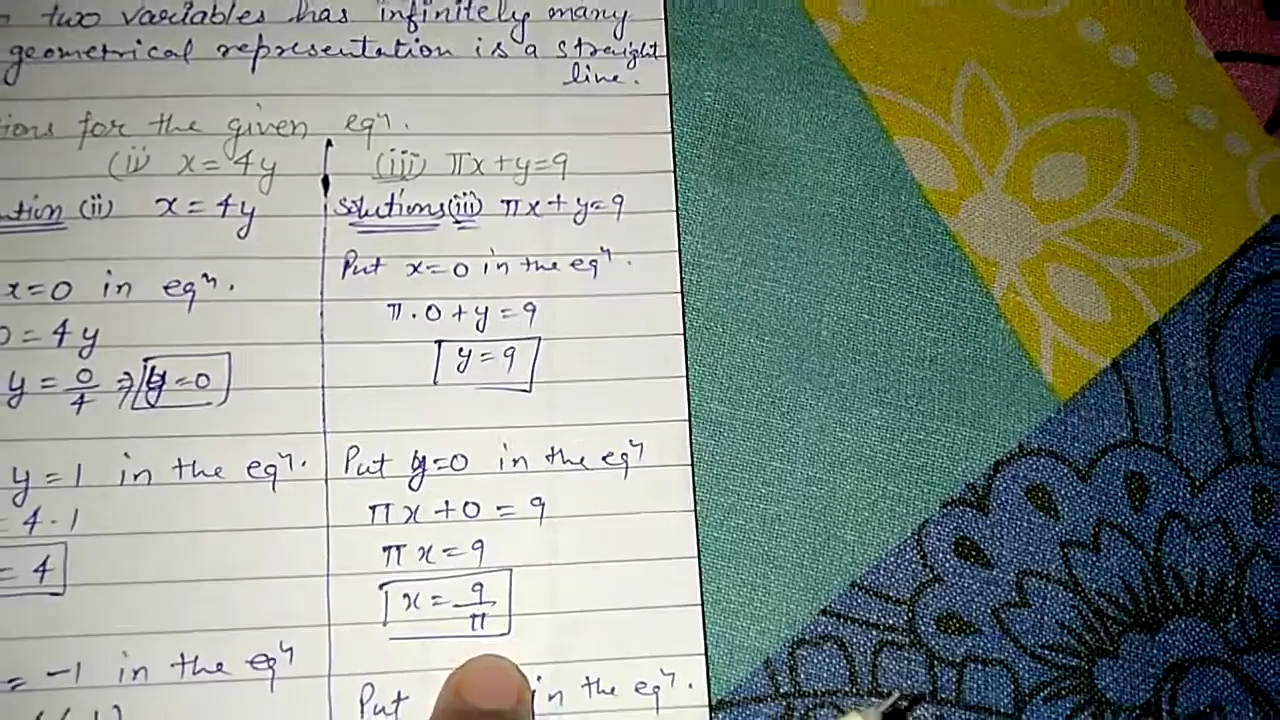 two variables has infinitely many
geometrical representation is a straight
line.
ions for the given eqn.
(ii) x=4y
(iii) πx+y=9
ution (ii) x=4y
x=0 in eqn.
0=4y
y=0/4 ⇒ y=0
y=1 in the eqn.
= 4.1
= 4
= -1 in the eqn
solutions (iii) πx+y=9
Put x=0 in the eqn.
π.0+y=9
y=9
Put y=0 in the eqn
πx+0=9
πx=9
x=9/π
Put in the eqn.